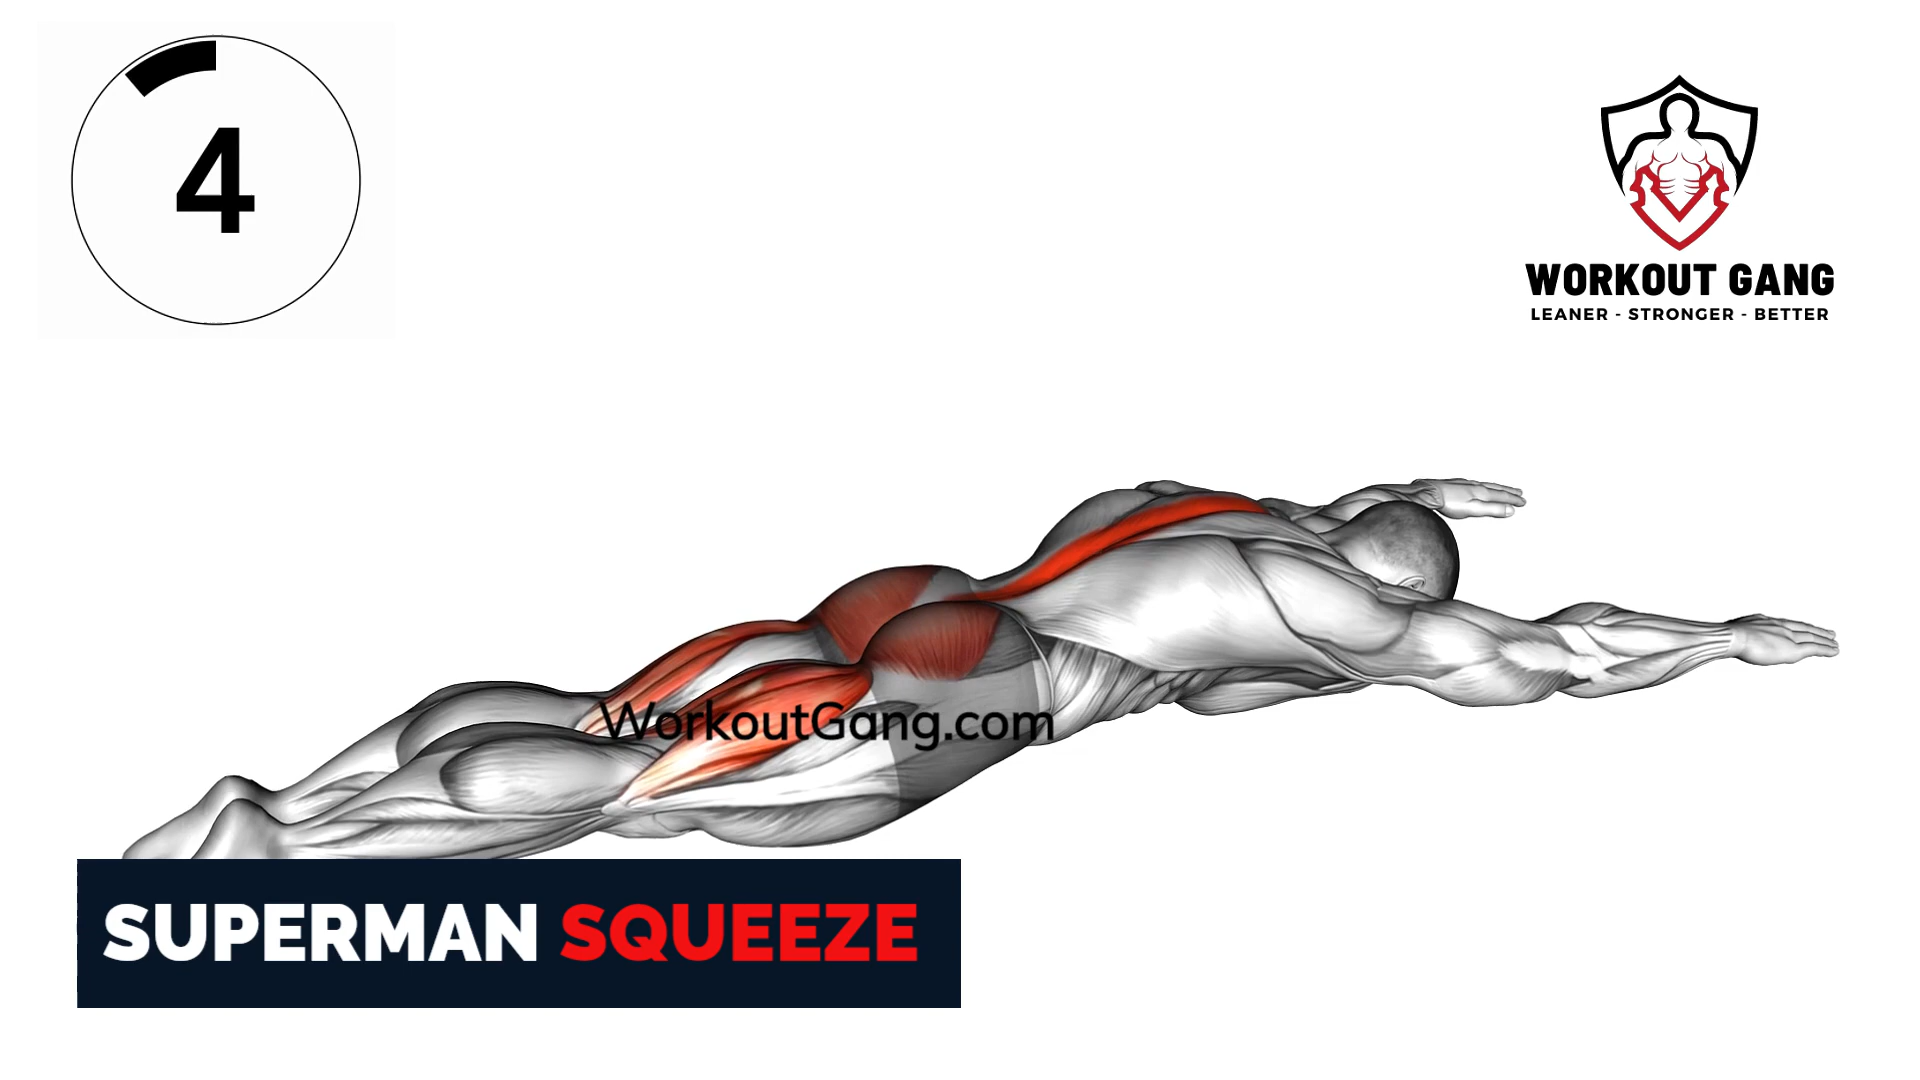 4
WORKOUT GANG
LEANER - STRONGER - BETTER
WorkoutGang.com
SUPERMAN SQUEEZE